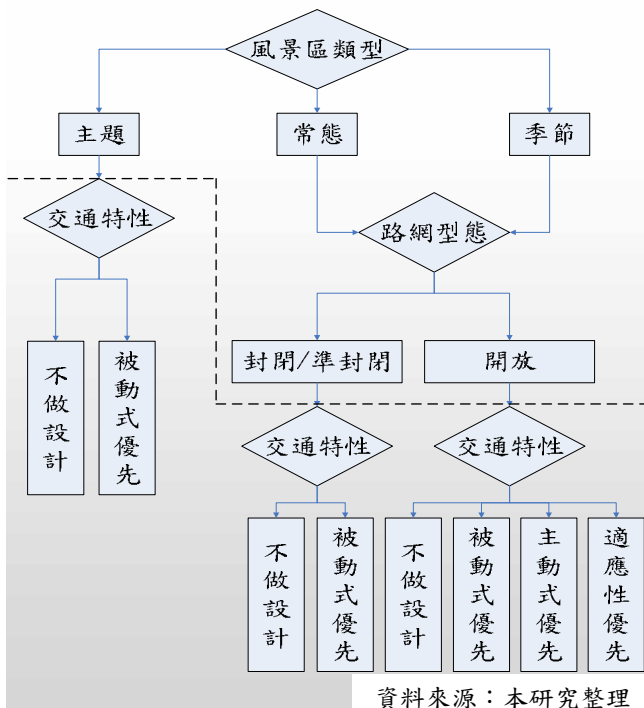 風景區類型
主題
常態
季節
交通特性
路網型態
不做設計
被動式優先
封閉/準封閉
開放
交通特性
交通特性
不做設計
被動式優先
不做設計
被動式優先
主動式優先
適應性優先
資料來源：本研究整理